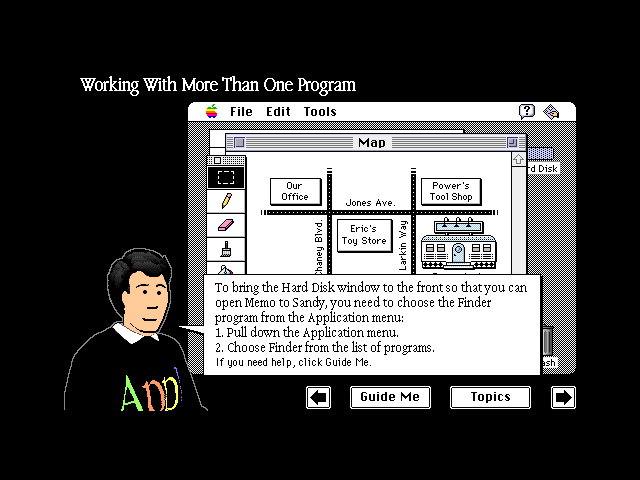 Working With More Than One Program
File Edit Tools
?
Map
rd Disk
Our
Office
Power's
Tool Shop
Jones Ave.
Eric's
Toy Store
haney Blvd.
Larkin Way
To bring the Hard Disk window to the front so that you can
open Memo to Sandy, you need to choose the Finder
program from the Application menu:
1. Pull down the Application menu.
2. Choose Finder from the list of programs.
If you need help, click Guide Me.
ash
Appl
Guide Me
Topics